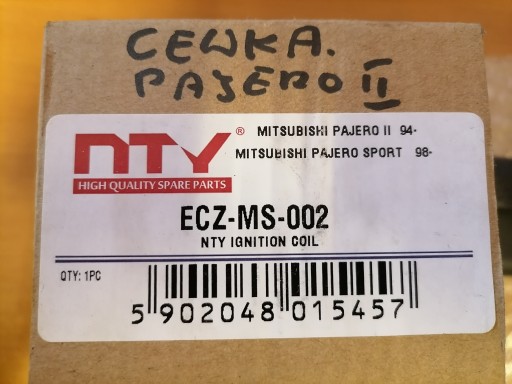 CEWKA.
PAJERO II
NTY® MITSUBISHI PAJERO II 94-
MITSUBISHI PAJERO SPORT 98-
HIGH QUALITY SPARE PARTS
ECZ-MS-002
NTY IGNITION COIL
QTY: 1PC
5 902048 015457